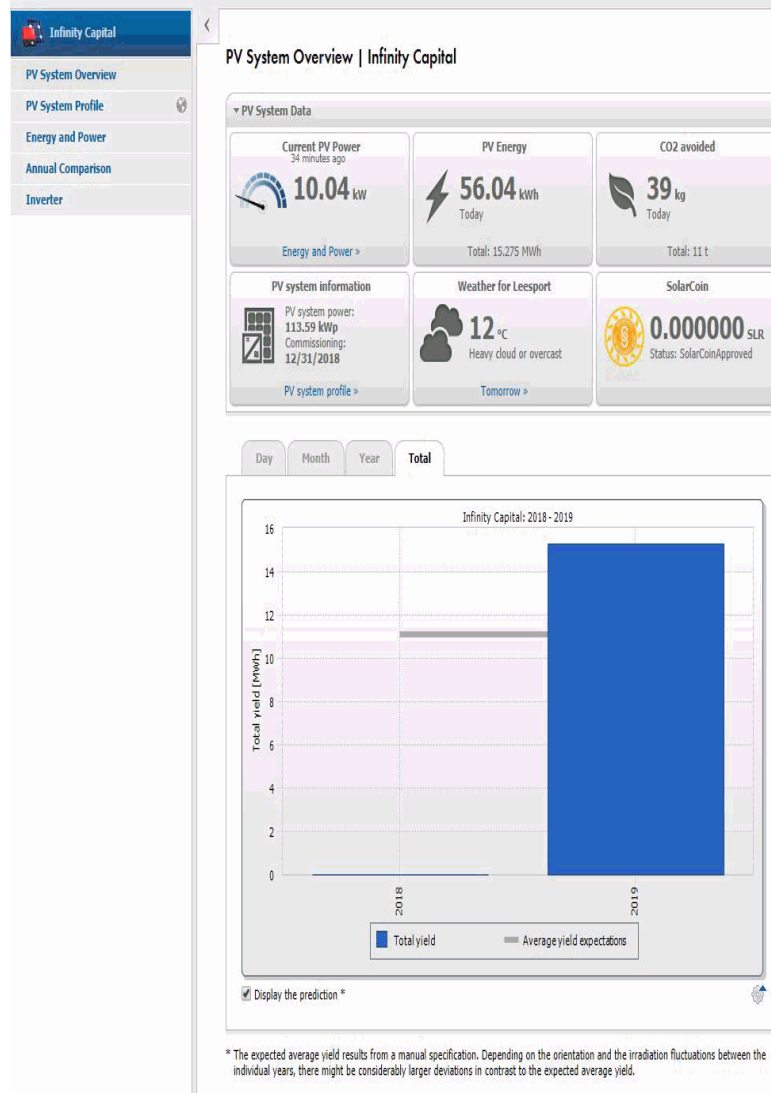 Infinity Capital
PV System Overview
PV System Profile
Energy and Power
Annual Comparison
Inverter
PV System Overview | Infinity Capital
PV System Data
Current PV Power
34 minutes ago
10.04 kW
Energy and Power »
PV Energy
56.04 kWh
Today
Total: 15.275 MWh
CO2 avoided
39 kg
Today
Total: 11 t
PV system information
PV system power:
113.59 kWp
Commissioning:
12/31/2018
PV system profile »
Weather for Leesport
12 °C
Heavy cloud or overcast
Tomorrow »
SolarCoin
0.000000 SLR
Status: SolarCoinApproved
Day Month Year Total
Infinity Capital: 2018 - 2019
Total yield [MWh]
16
14
12
10
8
6
4
2
0
2018 2019
Total yield Average yield expectations
Display the prediction *
* The expected average yield results from a manual specification. Depending on the orientation and the irradiation fluctuations between the
individual years, there might be considerably larger deviations in contrast to the expected average yield.